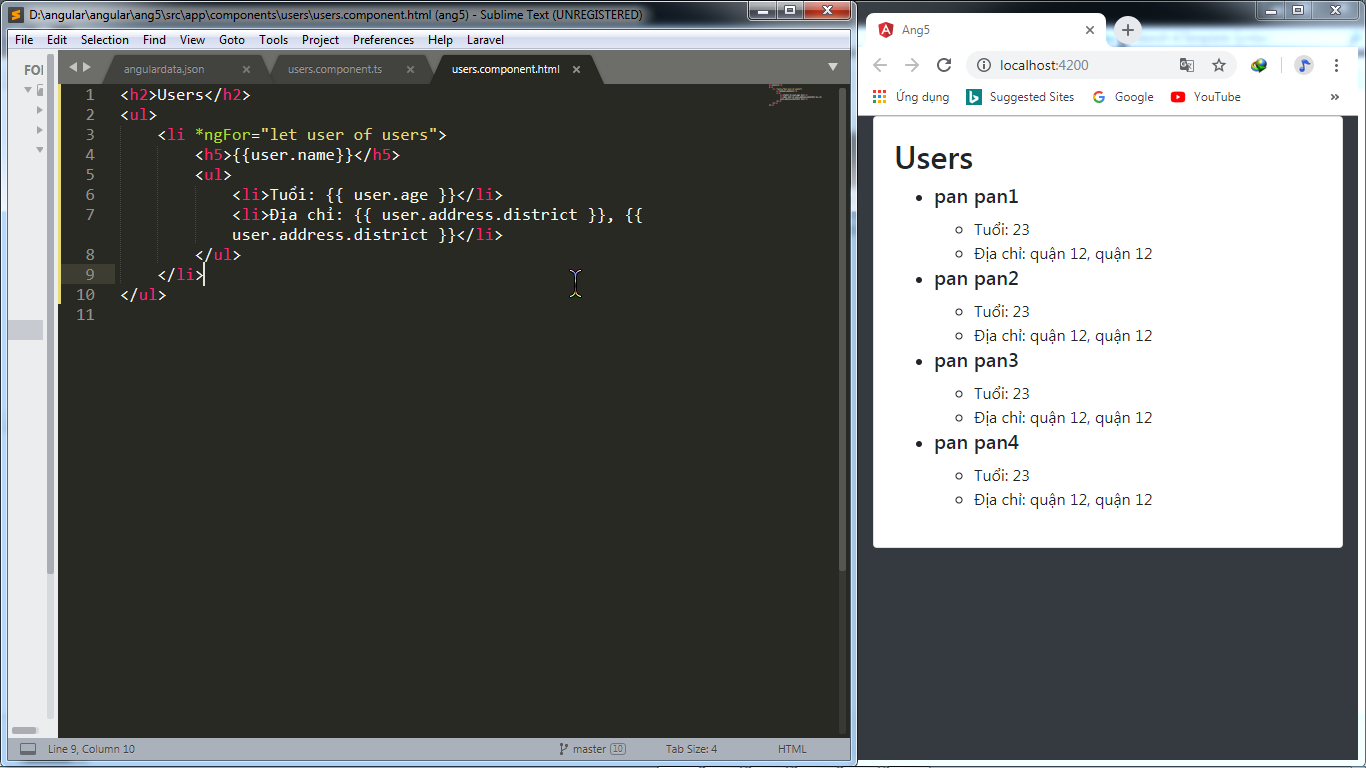 D:\angular\angular\ang5\src\app\components\users\users.component.html (ang5) - Sublime Text (UNREGISTERED)
File Edit Selection Find View Goto Tools Project Preferences Help Laravel
FOI
angulardata.json × users.component.ts × users.component.html ×
1 <h2>Users</h2>
2 <ul>
3 <li *ngFor="let user of users">
4 <h5>{{user.name}}</h5>
5 <ul>
6 <li>Tuổi: {{ user.age }}</li>
7 <li>Địa chỉ: {{ user.address.district }}, {{
user.address.district }}</li>
8 </ul>
9 </li>
10 </ul>
11
Line 9, Column 10 master 10 Tab Size: 4 HTML
Ang5
localhost:4200
Ứng dụng Suggested Sites Google YouTube »
Users
pan pan1
Tuổi: 23
Địa chỉ: quận 12, quận 12
pan pan2
Tuổi: 23
Địa chỉ: quận 12, quận 12
pan pan3
Tuổi: 23
Địa chỉ: quận 12, quận 12
pan pan4
Tuổi: 23
Địa chỉ: quận 12, quận 12